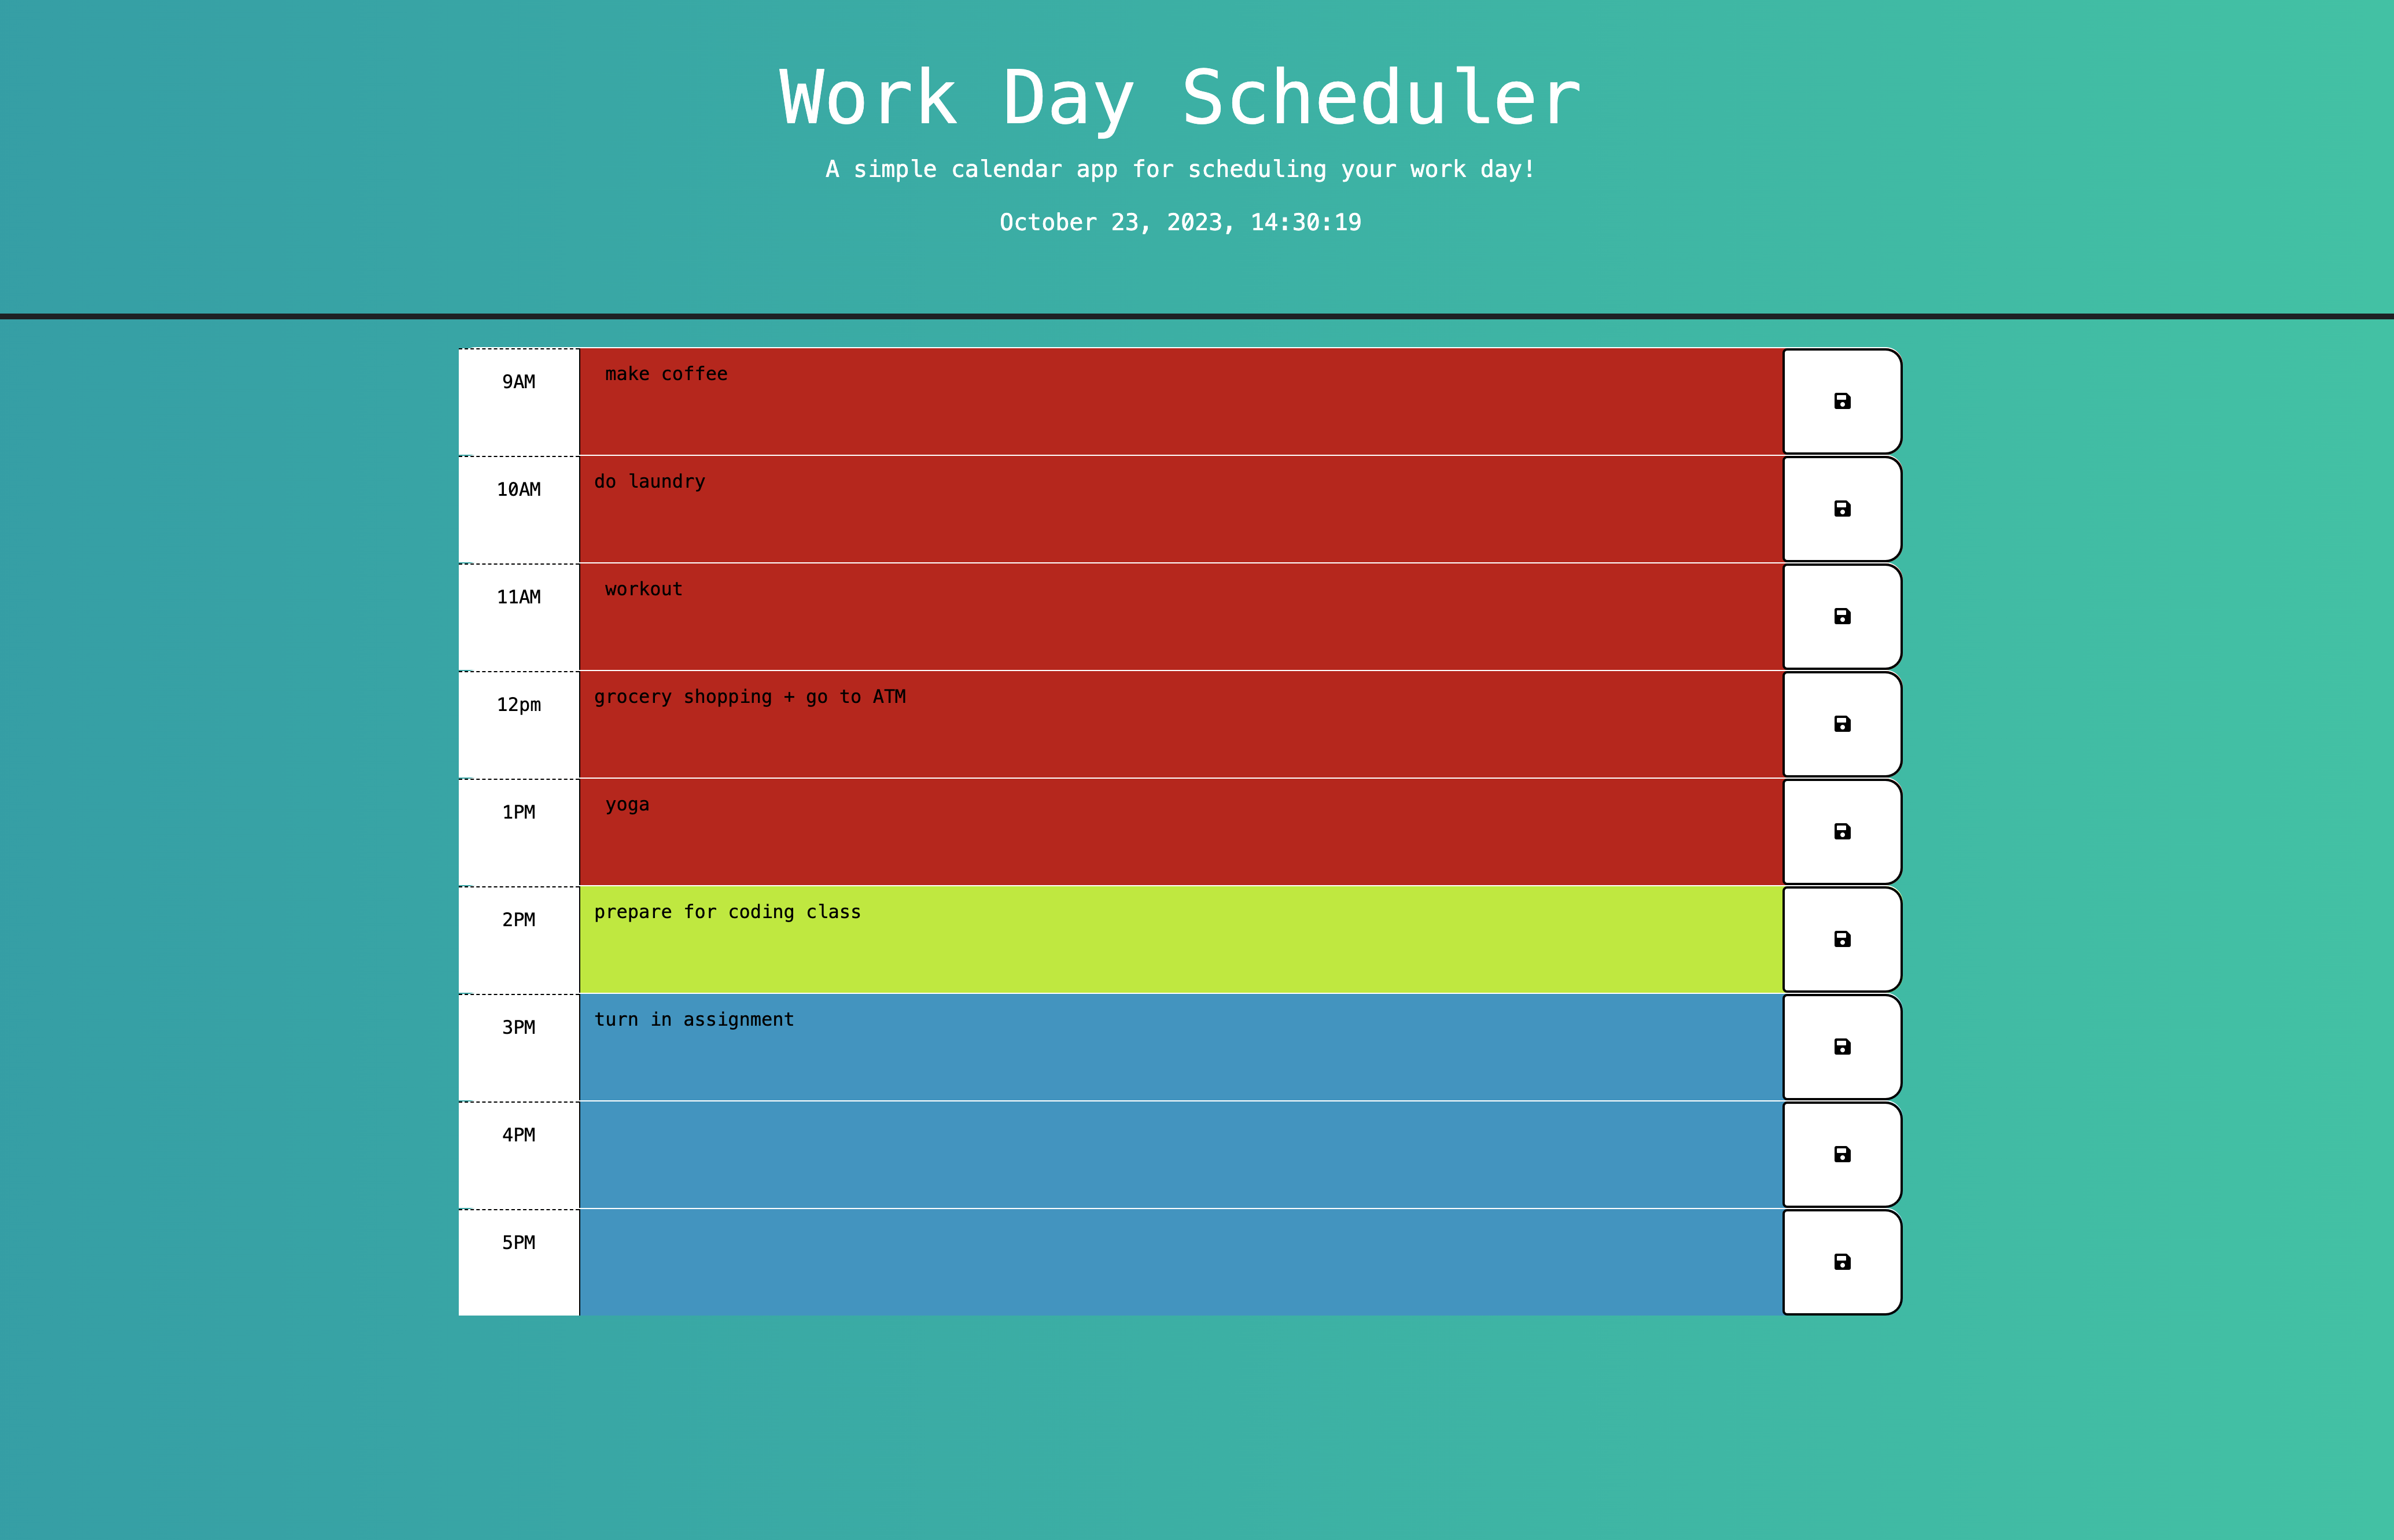 Work Day Scheduler
A simple calendar app for scheduling your work day!
October 23, 2023, 14:30:19
9AM make coffee
10AM do laundry
11AM workout
12pm grocery shopping + go to ATM
1PM yoga
2PM prepare for coding class
3PM turn in assignment
4PM
5PM